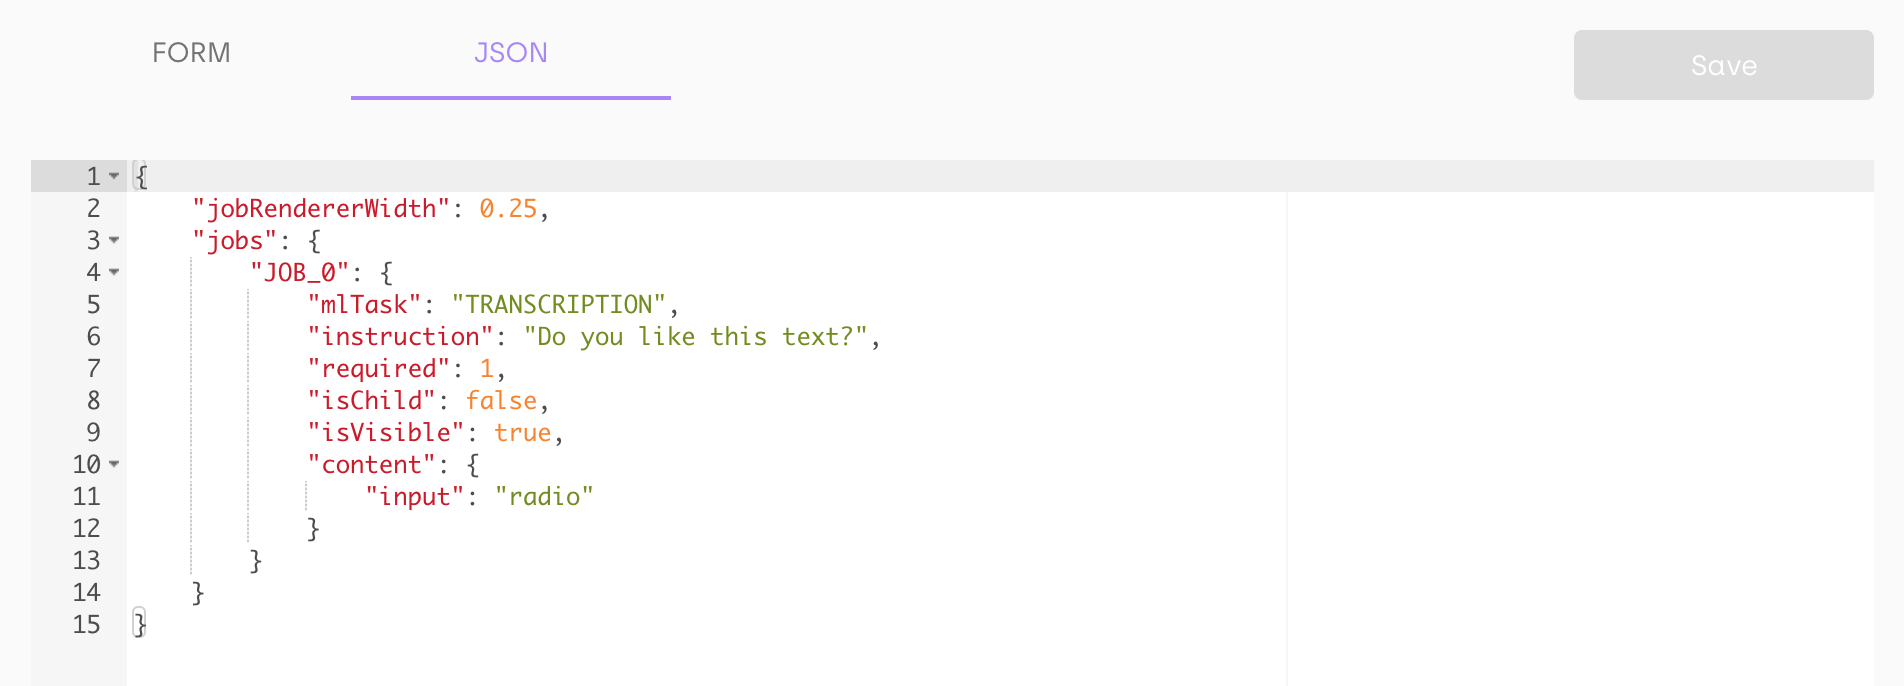 FORM JSON Save
1 {
2     "jobRendererWidth": 0.25,
3     "jobs": {
4         "JOB_0": {
5             "mlTask": "TRANSCRIPTION",
6             "instruction": "Do you like this text?",
7             "required": 1,
8             "isChild": false,
9             "isVisible": true,
10             "content": {
11                 "input": "radio"
12             }
13         }
14     }
15 }